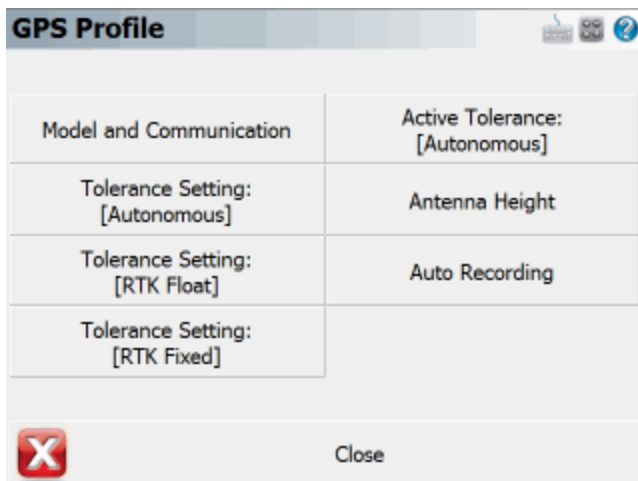 GPS Profile
Model and Communication
Active Tolerance:
[Autonomous]
Tolerance Setting:
[Autonomous]
Antenna Height
Tolerance Setting:
[RTK Float]
Auto Recording
Tolerance Setting:
[RTK Fixed]
Close